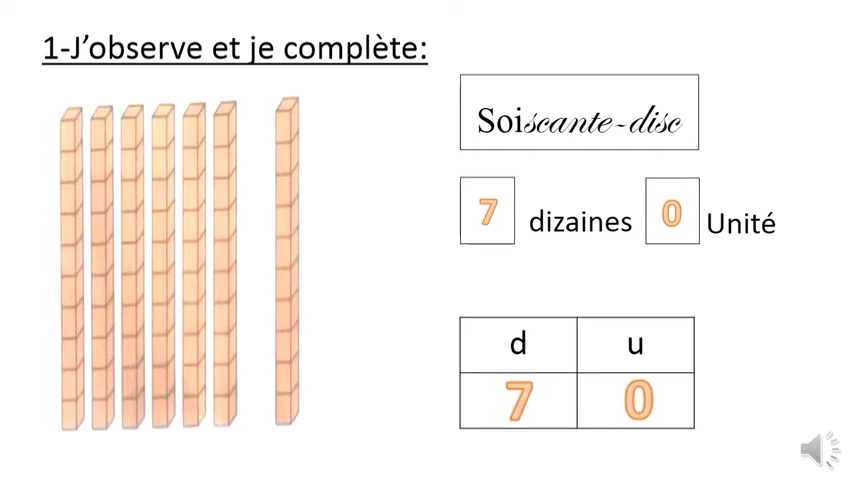 1-J’observe et je complète:
Soiscante-disc
7 dizaines 0 Unité
d u
7 0